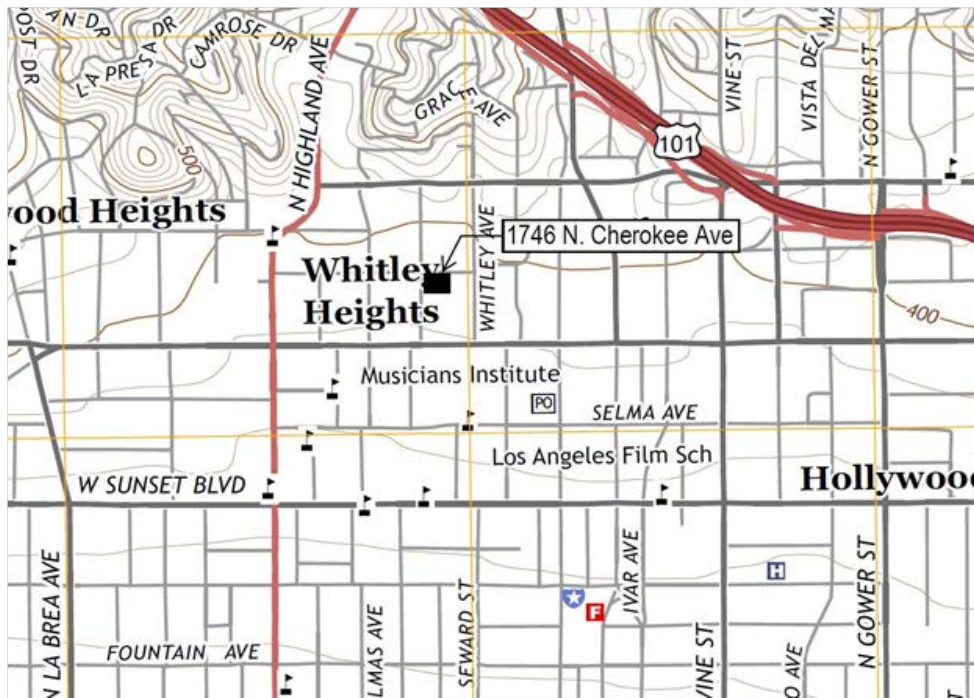 AN DR
OST DR
LA PRESA DR
CAMROSE DR
N HIGHLAND AVE
GRACE AVE
VINE ST
VISTA DEL MA
N GOWER ST
101
500
wood Heights
WHITLEY AVE
1746 N. Cherokee Ave
Whitley
Heights
400
Musicians Institute
PO
SELMA AVE
Los Angeles Film Sch
W SUNSET BLVD
Hollywood
N LA BREA AVE
FOUNTAIN AVE
LMAS AVE
SEWARD ST
F
IVAR AVE
H
VINE ST
O AVE
N GOWER ST
ST